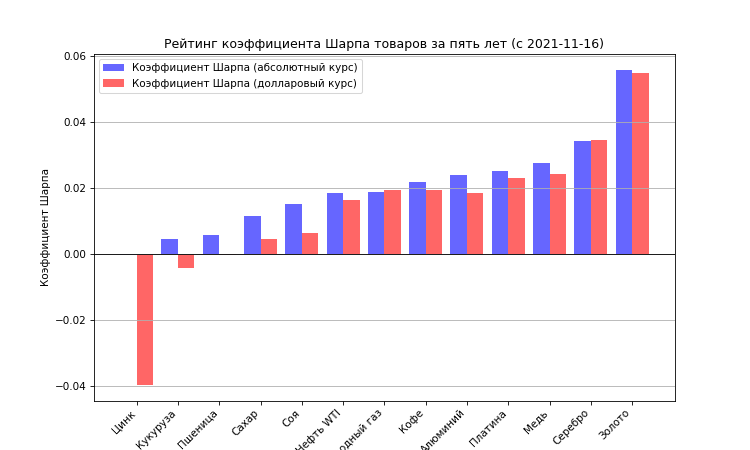 Рейтинг коэффициента Шарпа товаров за пять лет (с 2021-11-16)
Коэффициент Шарпа (абсолютный курс)
Коэффициент Шарпа (долларовый курс)
Коэффициент Шарпа
0.06
0.04
0.02
0.00
−0.02
−0.04
Цинк
Кукуруза
Пшеница
Сахар
Соя
Нефть WTI
одный газ
Кофе
Алюминий
Платина
Медь
Серебро
Золото